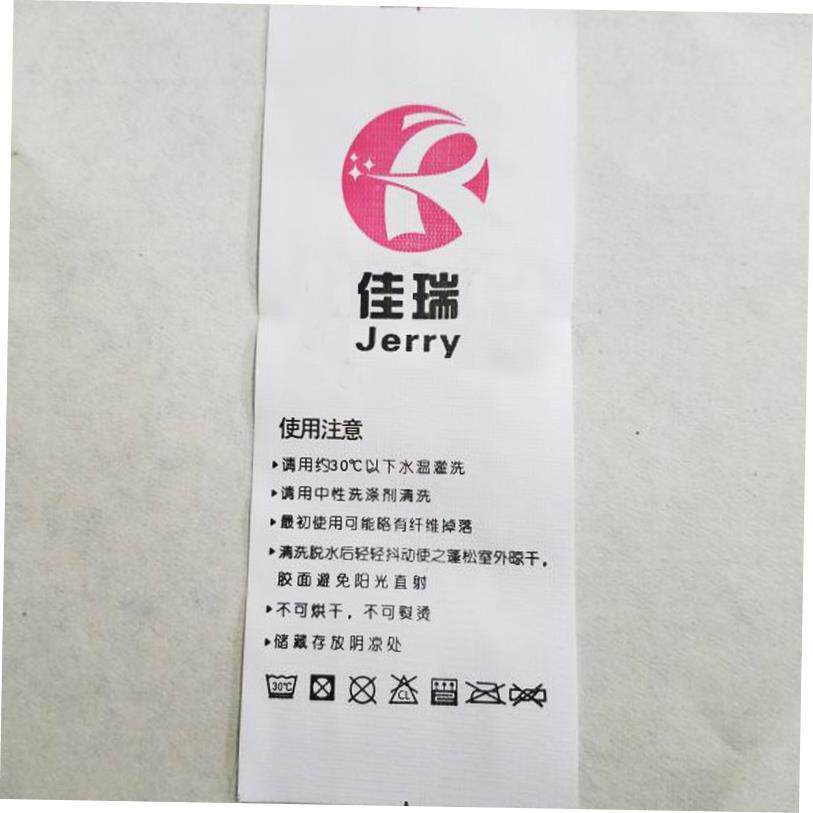 佳瑞
Jerry
使用注意
▸请用约30℃以下水温灌洗
▸请用中性洗涤剂清洗
▸最初使用可能略有纤维掉落
▸清洗脱水后轻轻抖动使之蓬松室外晾干，
胶面避免阳光直射
▸不可烘干，不可熨烫
▸储藏存放阴凉处
30℃
CL